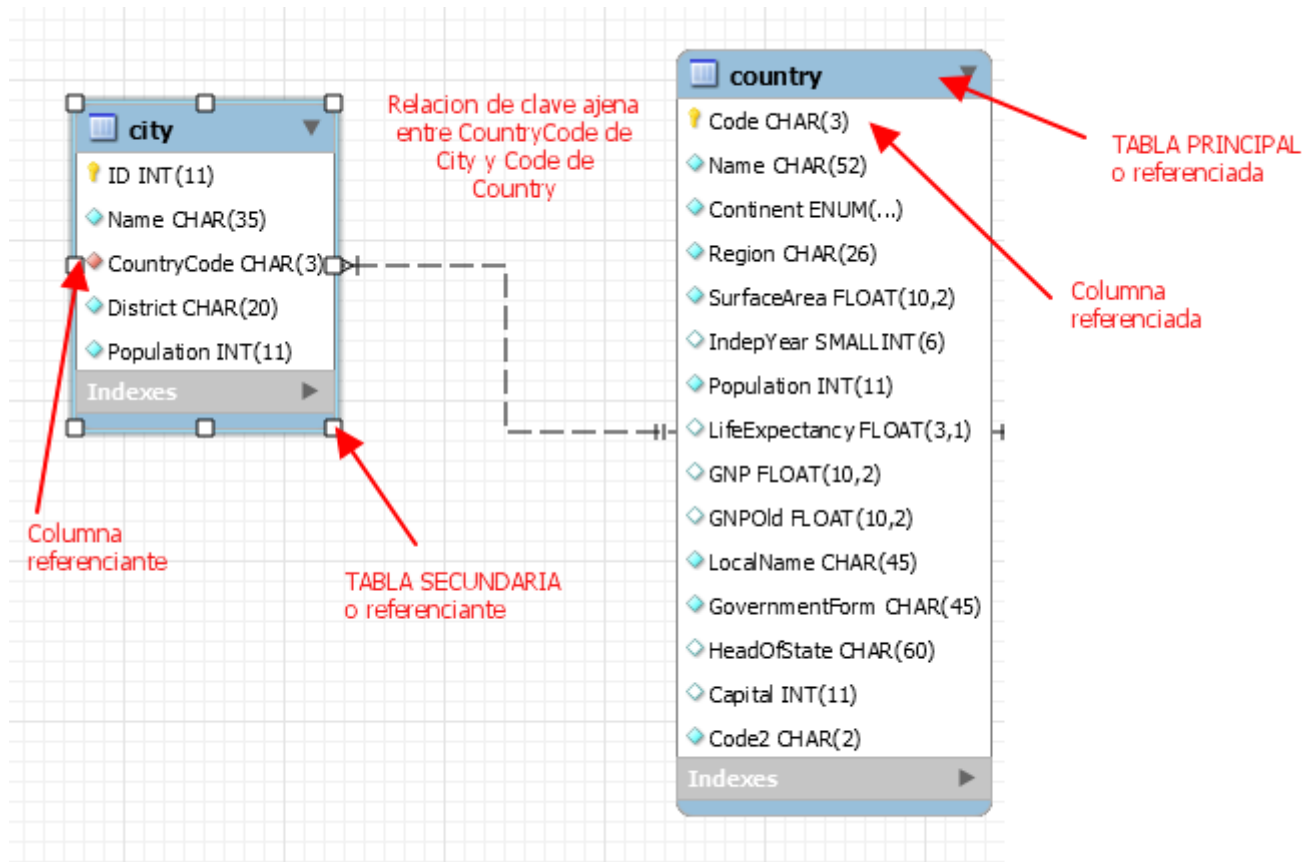 city
ID INT(11)
Name CHAR(35)
CountryCode CHAR(3)
District CHAR(20)
Population INT(11)
Indexes
Relacion de clave ajena
entre CountryCode de
City y Code de
Country
Columna
referenciante
TABLA SECUNDARIA
o referenciante
country
Code CHAR(3)
Name CHAR(52)
Continent ENUM(...)
Region CHAR(26)
SurfaceArea FLOAT(10,2)
IndepYear SMALLINT(6)
Population INT(11)
LifeExpectancy FLOAT(3,1)
GNP FLOAT(10,2)
GNPOld FLOAT(10,2)
LocalName CHAR(45)
GovernmentForm CHAR(45)
HeadOfState CHAR(60)
Capital INT(11)
Code2 CHAR(2)
Indexes
TABLA PRINCIPAL
o referenciada
Columna
referenciada